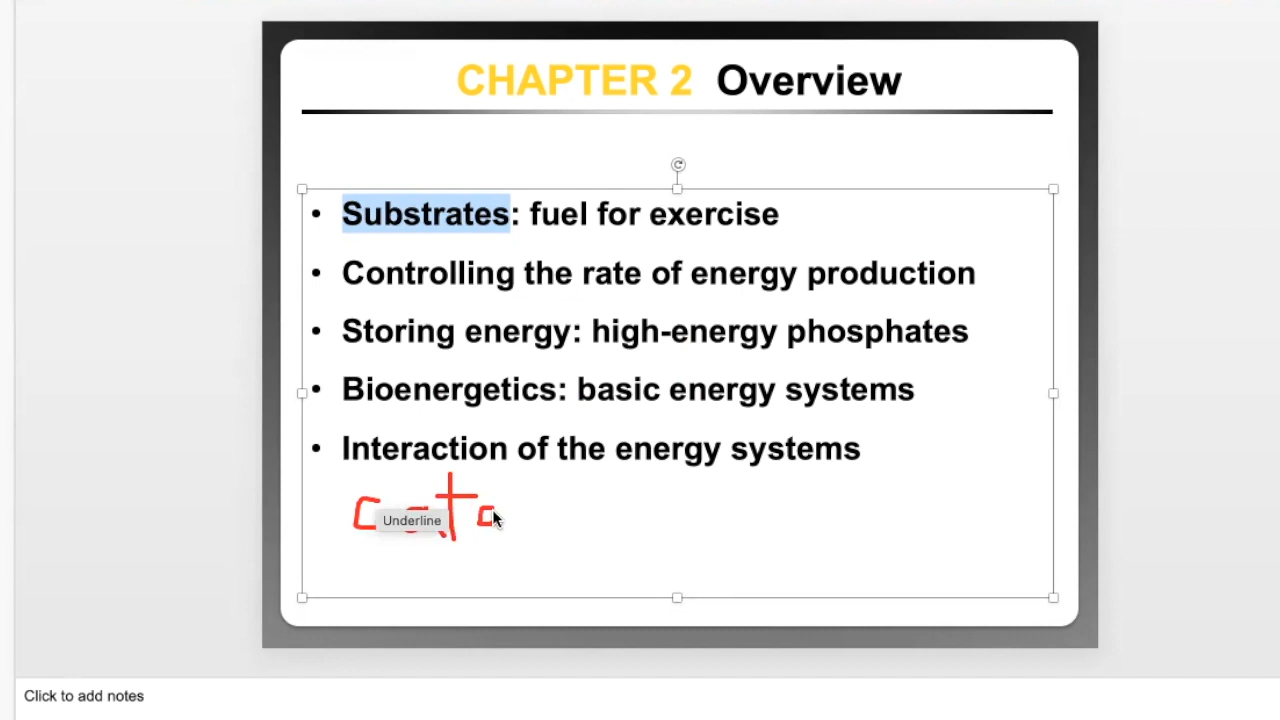 CHAPTER 2 Overview
• Substrates: fuel for exercise
• Controlling the rate of energy production
• Storing energy: high-energy phosphates
• Bioenergetics: basic energy systems
• Interaction of the energy systems
Underline
Click to add notes